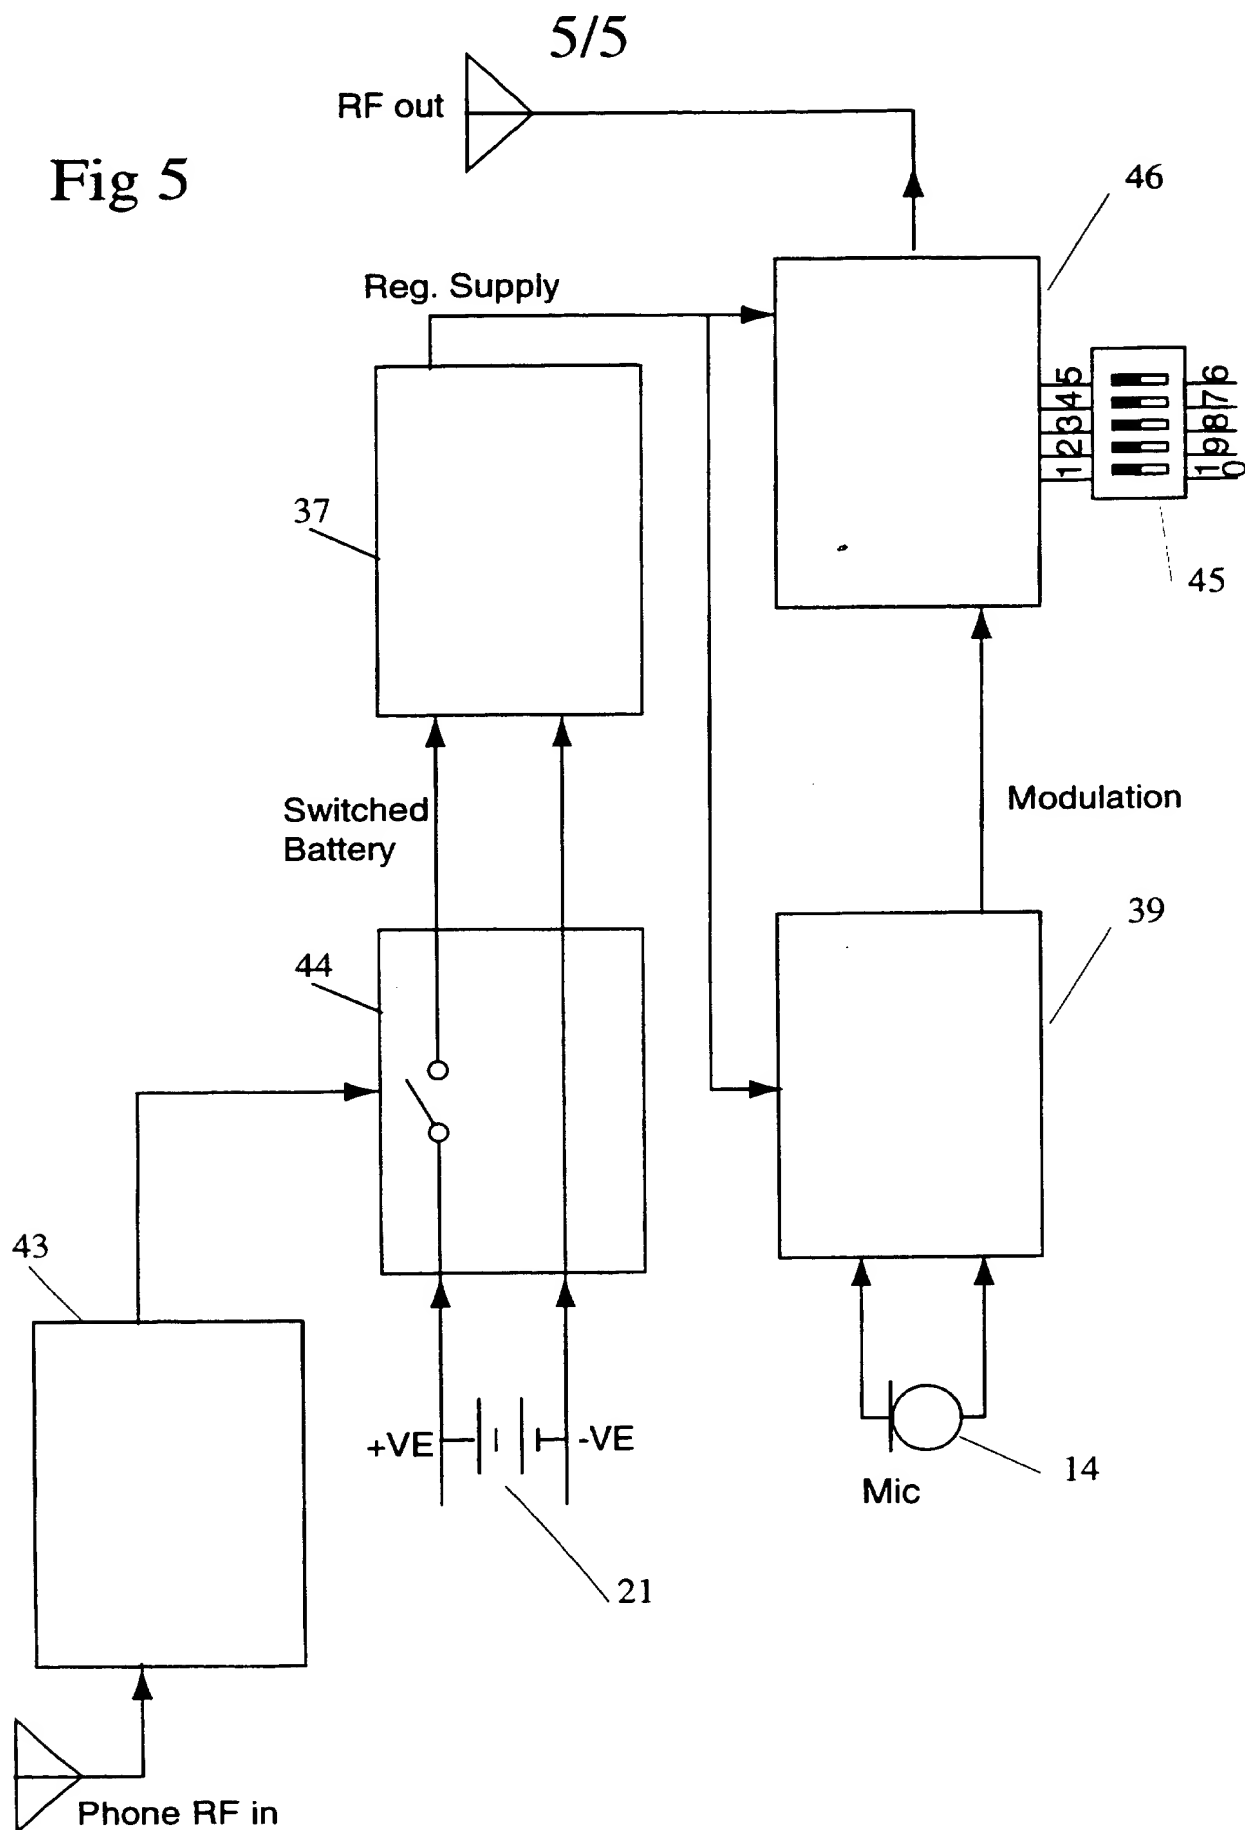 5/5
RF out
Fig 5
46
Reg. Supply
5 6
4 7
3 8
2 9
1 10
37
45
Switched
Battery
Modulation
39
44
43
+VE
-VE
14
Mic
21
Phone RF in